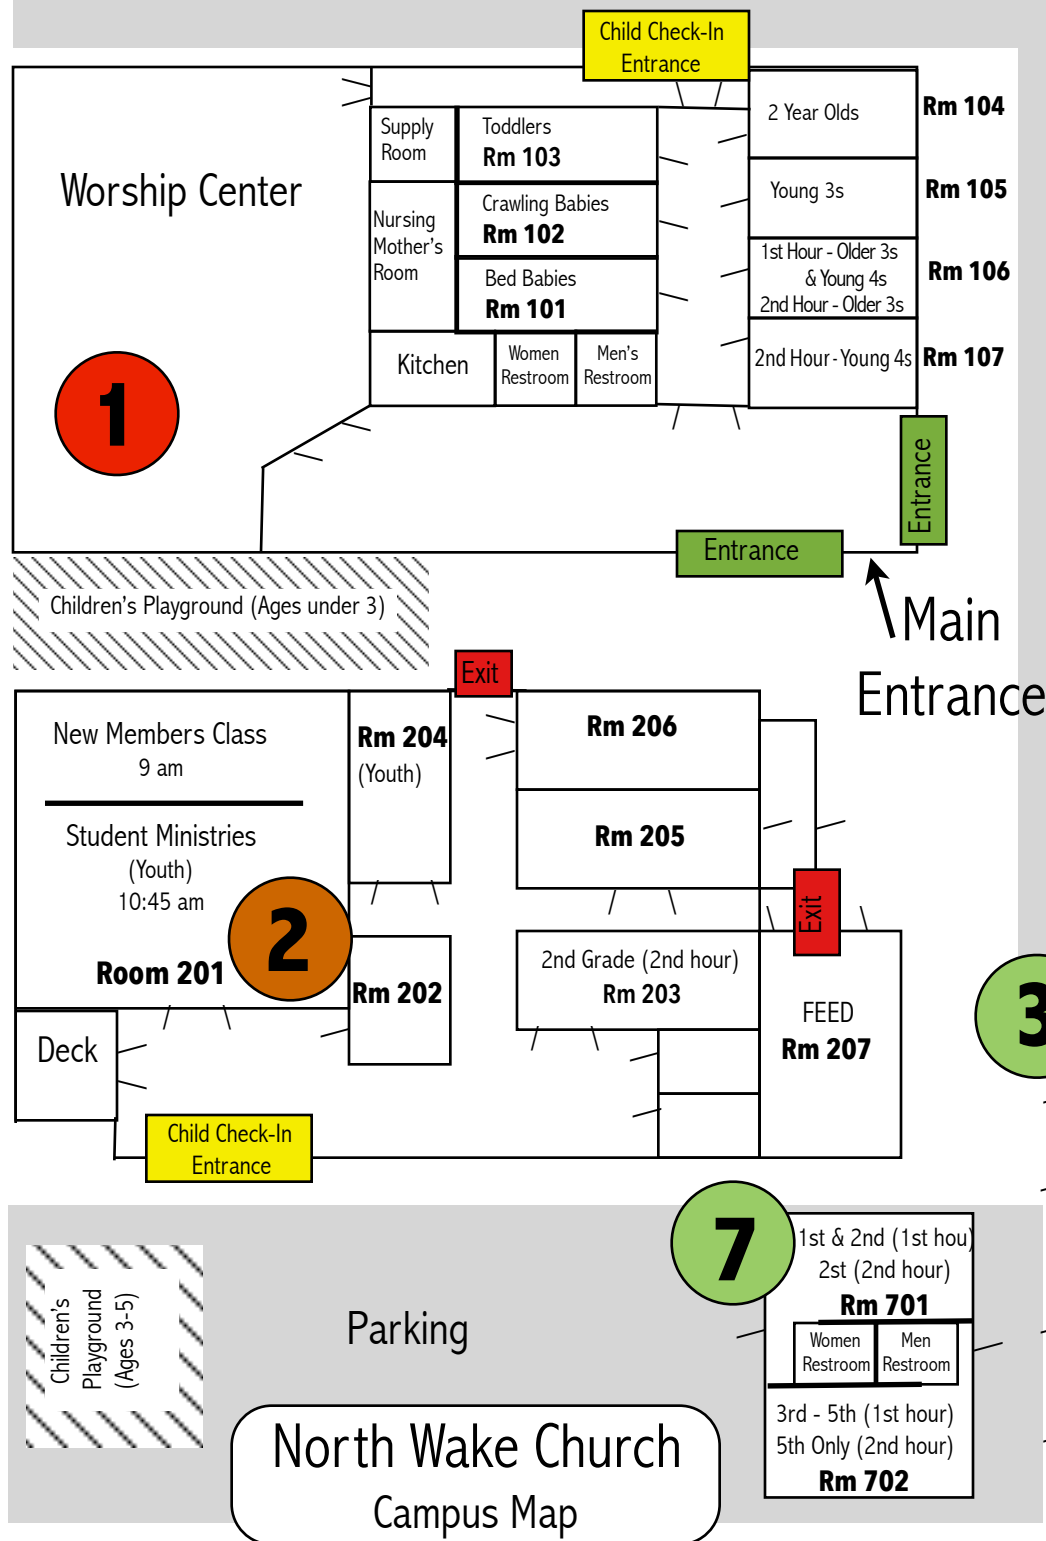 Child Check-In
Entrance
Worship Center
Supply
Room
Toddlers
Rm 103
2 Year Olds
Rm 104
Nursing
Mother's
Room
Crawling Babies
Rm 102
Young 3s
Rm 105
Bed Babies
Rm 101
1st Hour - Older 3s
& Young 4s
2nd Hour - Older 3s
Rm 106
Kitchen
Women
Restroom
Men's
Restroom
2nd Hour - Young 4s
Rm 107
1
Entrance
Entrance
Main
Entrance
Children's Playground (Ages under 3)
Exit
New Members Class
9 am
Student Ministries
(Youth)
10:45 am
Room 201
2
Rm 204
(Youth)
Rm 206
Rm 205
Exit
Rm 202
2nd Grade (2nd hour)
Rm 203
FEED
Rm 207
3
Deck
Child Check-In
Entrance
7
1st & 2nd (1st hou
2st (2nd hour)
Rm 701
Women
Restroom
Men
Restroom
3rd - 5th (1st hour)
5th Only (2nd hour)
Rm 702
Children's
Playground
(Ages 3-5)
Parking
North Wake Church
Campus Map